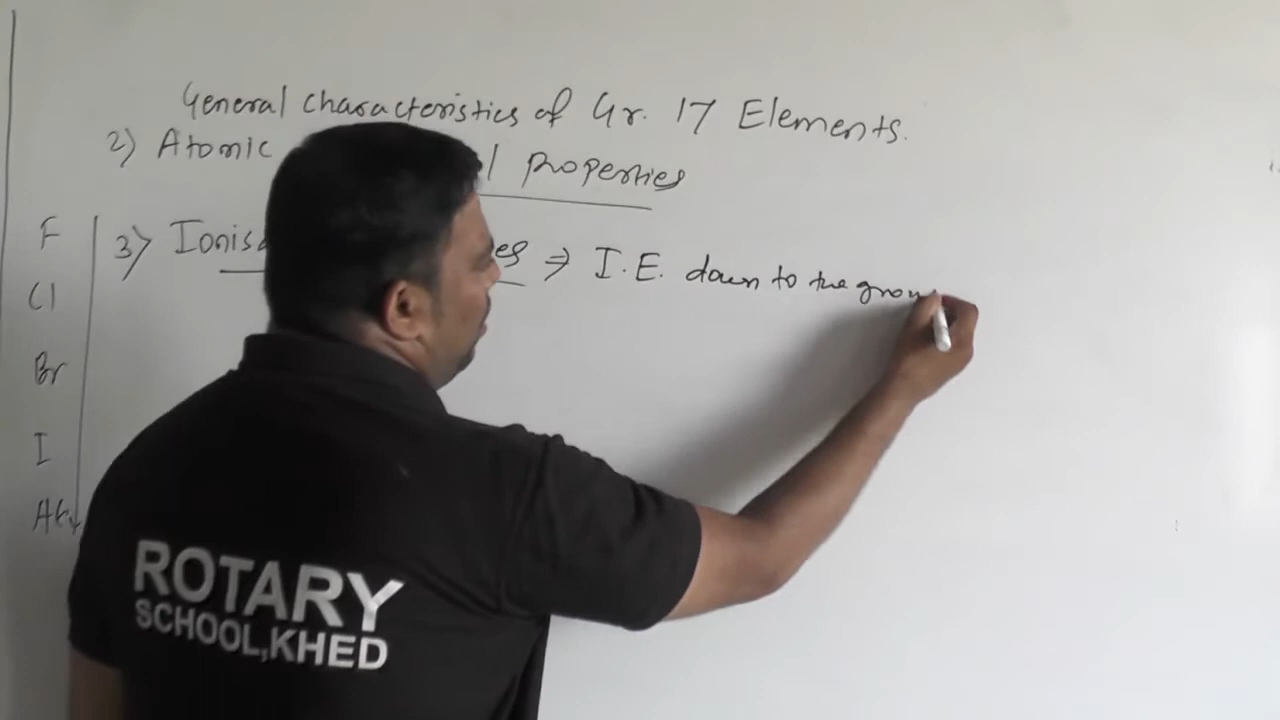 General characteristics of Gr. 17 Elements.
2) Atomic l properties
3) Ionis es ⇒ I.E. down to the grou
F
Cl
Br
I
At
ROTARY
SCHOOL,KHED